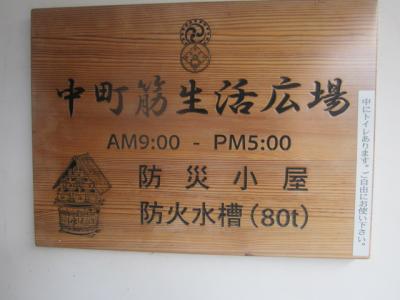 中町筋生活広場
AM9:00 - PM5:00
防災小屋
防火水槽(80t)
中にトイレあります。ご自由にお使い下さい。